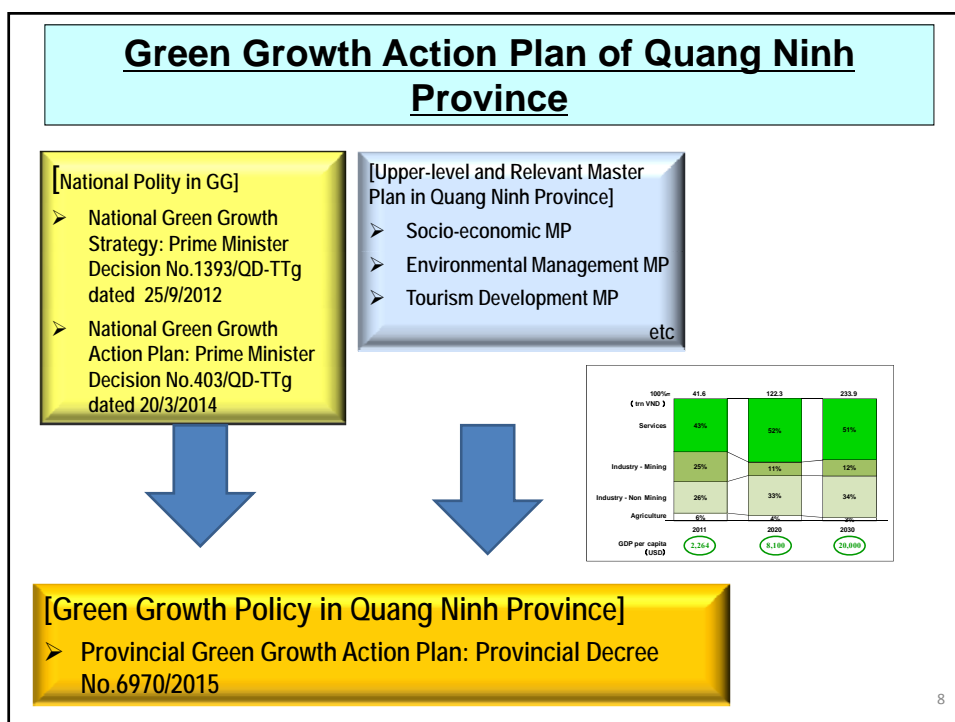 Green Growth Action Plan of Quang Ninh
Province
[National Polity in GG]
➢ National Green Growth
Strategy: Prime Minister
Decision No.1393/QD-TTg
dated 25/9/2012
➢ National Green Growth
Action Plan: Prime Minister
Decision No.403/QD-TTg
dated 20/3/2014
[Upper-level and Relevant Master
Plan in Quang Ninh Province]
➢ Socio-economic MP
➢ Environmental Management MP
➢ Tourism Development MP
etc
100%= 41.6 122.3 233.9
( trn VND )
Services 43% 52% 51%
Industry - Mining 25% 11% 12%
Industry - Non Mining 26% 33% 34%
Agriculture 6% 4% 3%
2011 2020 2030
GDP per capita 2,264 8,100 20,000
(USD)
[Green Growth Policy in Quang Ninh Province]
➢ Provincial Green Growth Action Plan: Provincial Decree
No.6970/2015
8